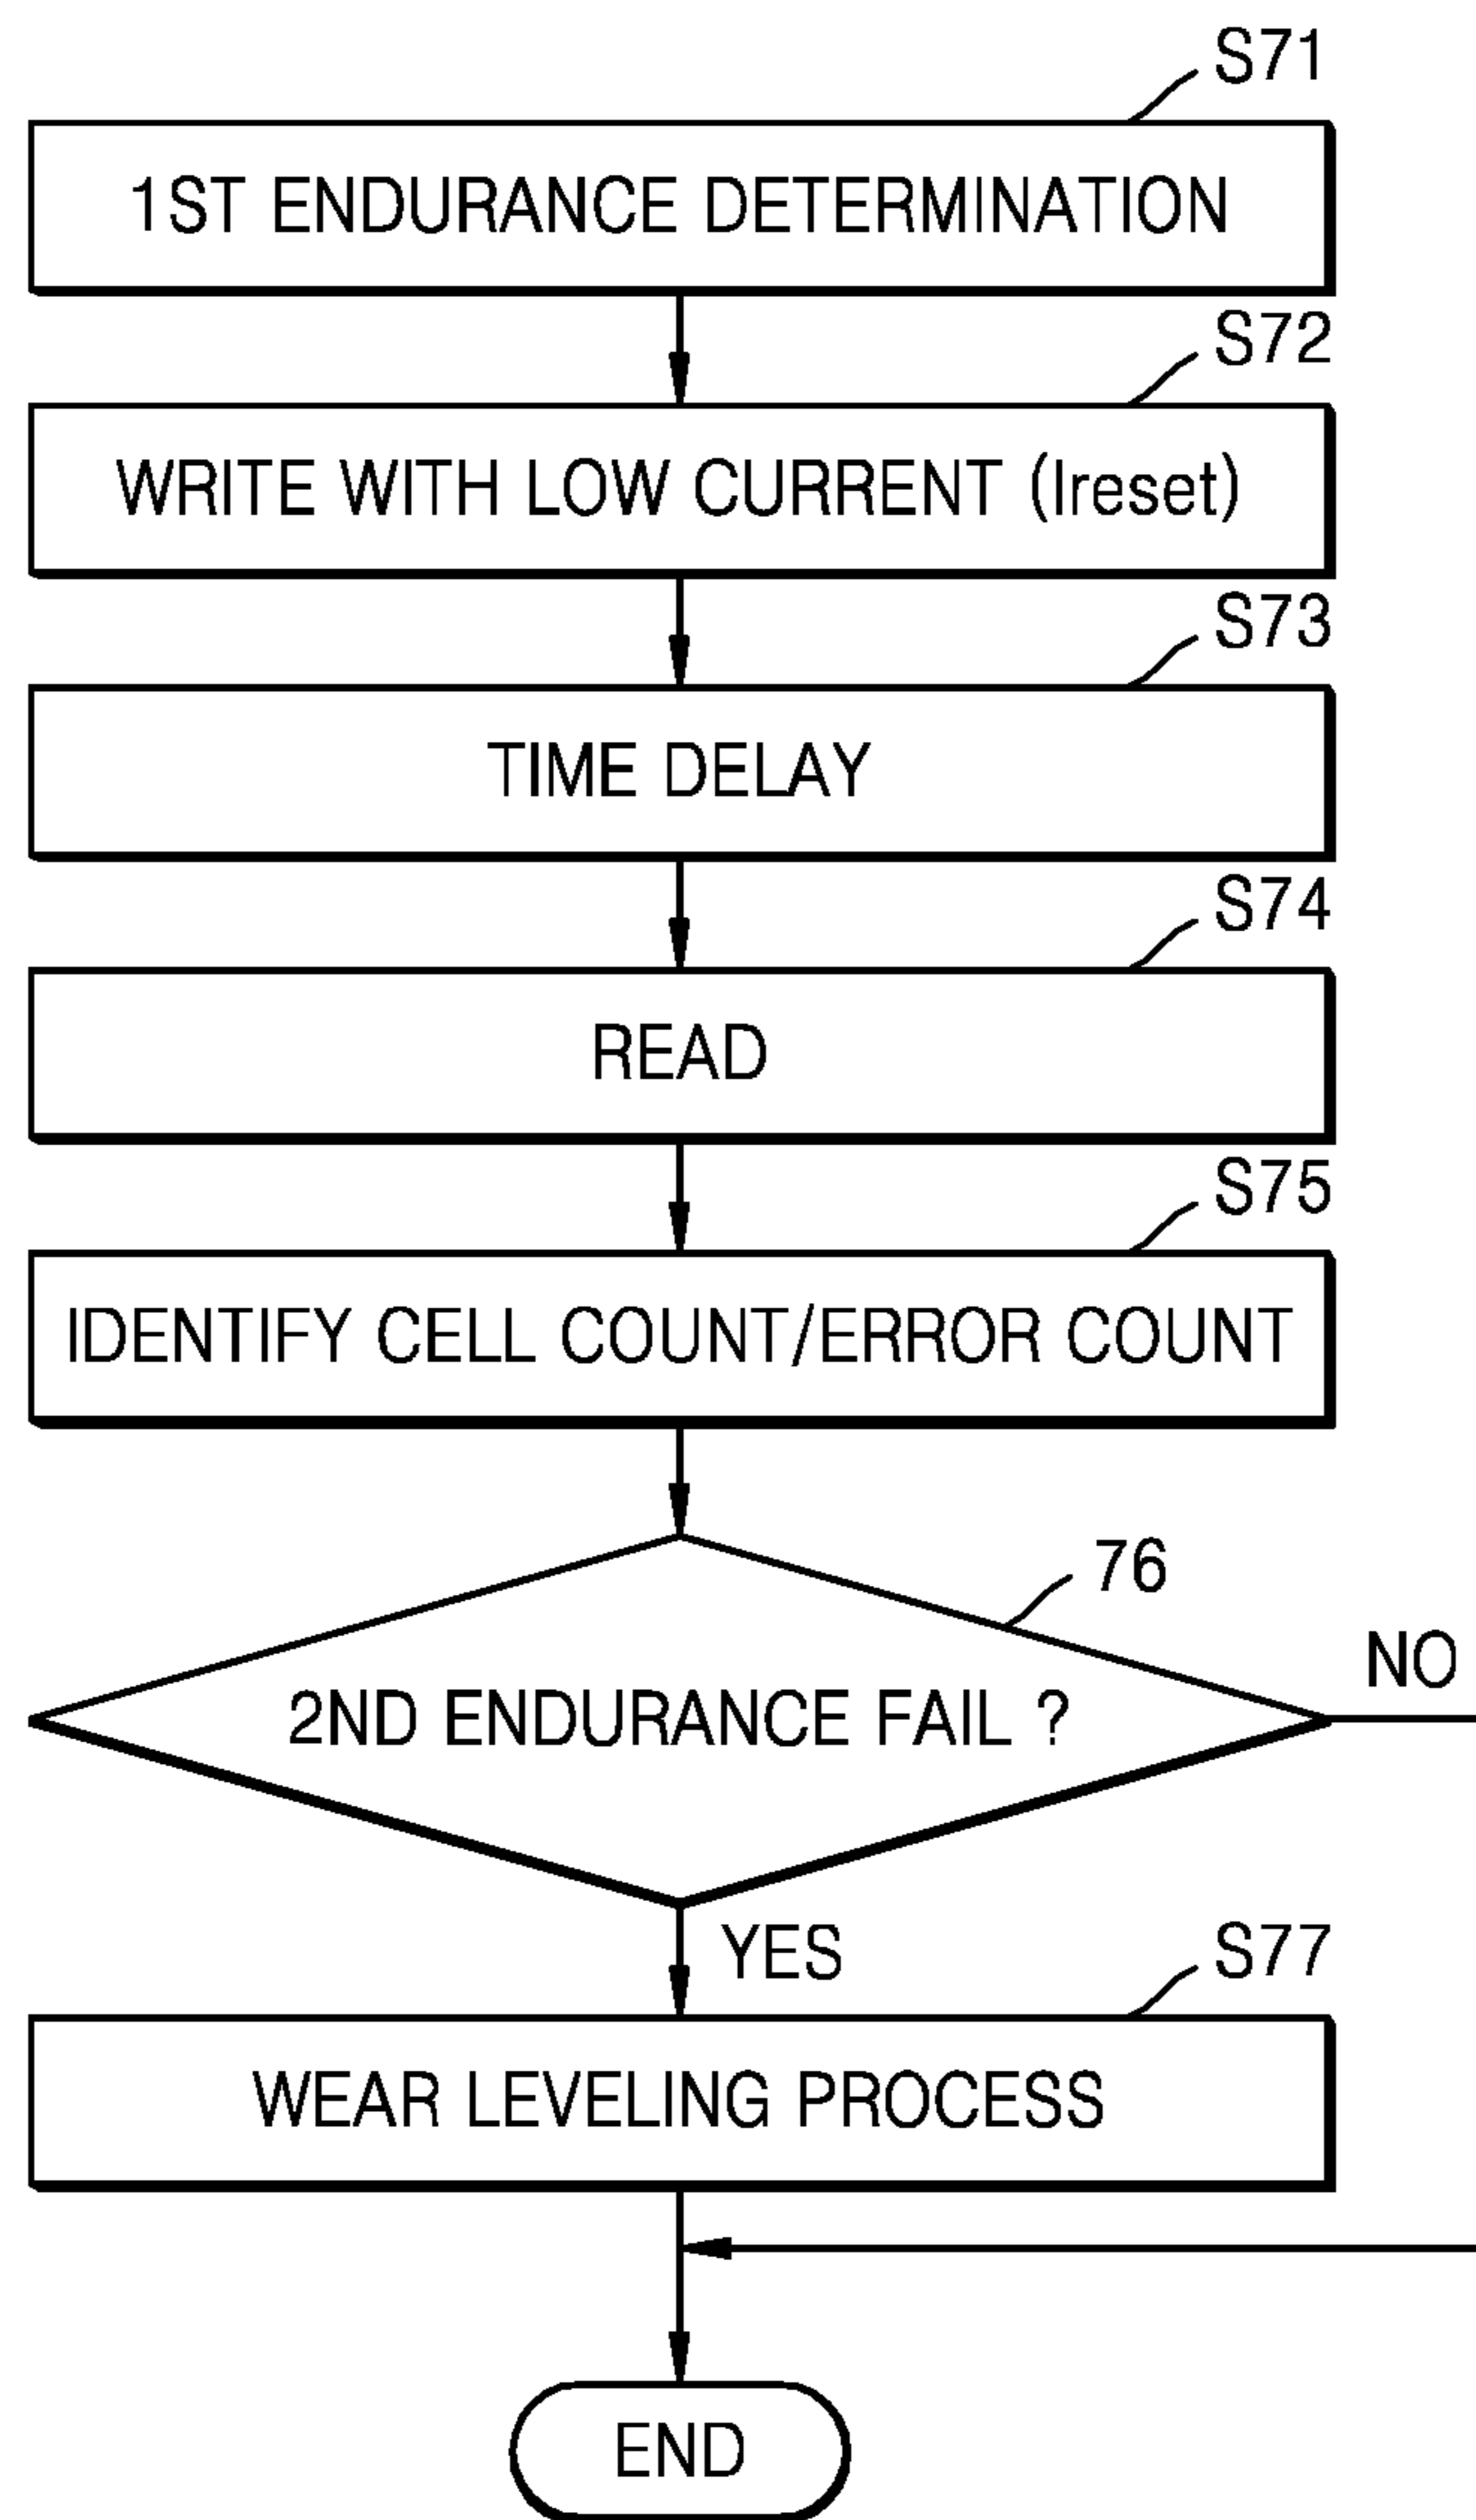 S71
1ST ENDURANCE DETERMINATION
S72
WRITE WITH LOW CURRENT (Ireset)
S73
TIME DELAY
S74
READ
S75
IDENTIFY CELL COUNT/ERROR COUNT
76
NO
2ND ENDURANCE FAIL ?
YES
S77
WEAR LEVELING PROCESS
END